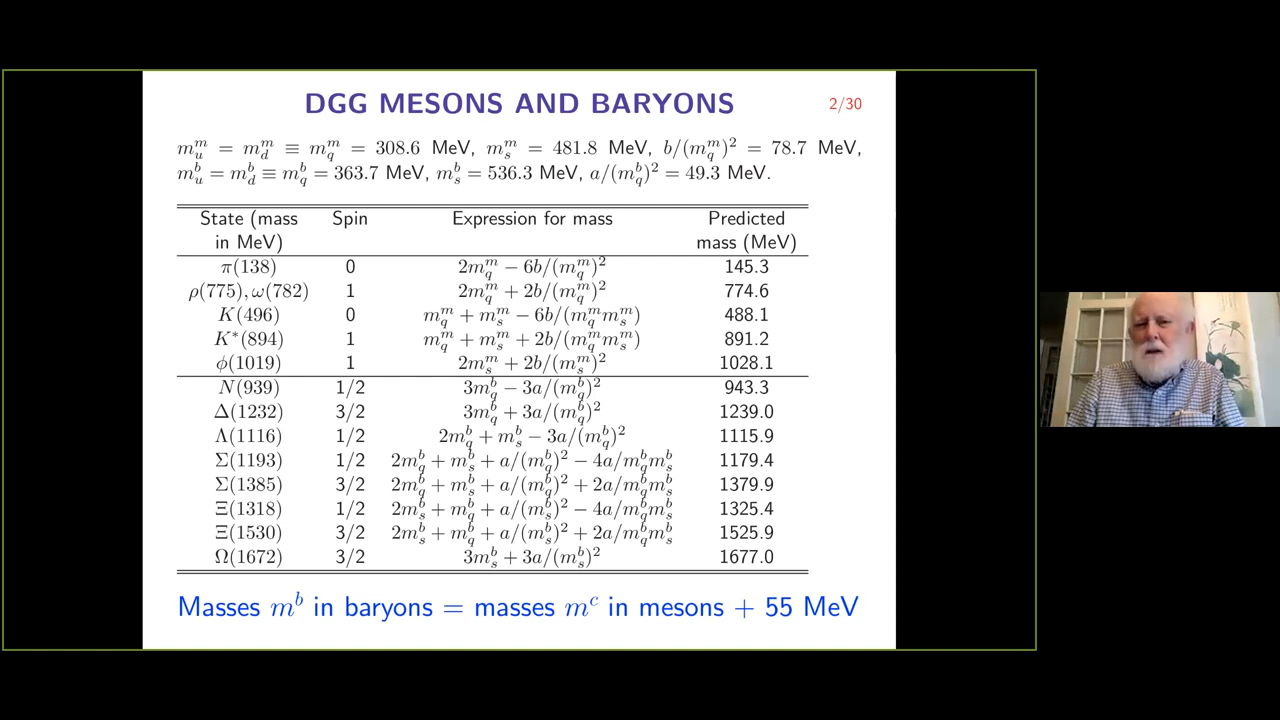 DGG MESONS AND BARYONS 2/30
m_u^m = m_d^m ≡ m_q^m = 308.6 MeV, m_s^m = 481.8 MeV, b/(m_q^m)^2 = 78.7 MeV,
m_u^b = m_d^b ≡ m_q^b = 363.7 MeV, m_s^b = 536.3 MeV, a/(m_q^b)^2 = 49.3 MeV.
State (mass Spin Expression for mass Predicted
in MeV) mass (MeV)
π(138) 0 2m_q^m − 6b/(m_q^m)^2 145.3
ρ(775), ω(782) 1 2m_q^m + 2b/(m_q^m)^2 774.6
K(496) 0 m_q^m + m_s^m − 6b/(m_q^m m_s^m) 488.1
K*(894) 1 m_q^m + m_s^m + 2b/(m_q^m m_s^m) 891.2
φ(1019) 1 2m_s^m + 2b/(m_s^m)^2 1028.1
N(939) 1/2 3m_q^b − 3a/(m_q^b)^2 943.3
Δ(1232) 3/2 3m_q^b + 3a/(m_q^b)^2 1239.0
Λ(1116) 1/2 2m_q^b + m_s^b − 3a/(m_q^b)^2 1115.9
Σ(1193) 1/2 2m_q^b + m_s^b + a/(m_q^b)^2 − 4a/m_q^b m_s^b 1179.4
Σ(1385) 3/2 2m_q^b + m_s^b + a/(m_q^b)^2 + 2a/m_q^b m_s^b 1379.9
Ξ(1318) 1/2 2m_s^b + m_q^b + a/(m_s^b)^2 − 4a/m_q^b m_s^b 1325.4
Ξ(1530) 3/2 2m_s^b + m_q^b + a/(m_s^b)^2 + 2a/m_q^b m_s^b 1525.9
Ω(1672) 3/2 3m_s^b + 3a/(m_s^b)^2 1677.0
Masses m^b in baryons = masses m^c in mesons + 55 MeV